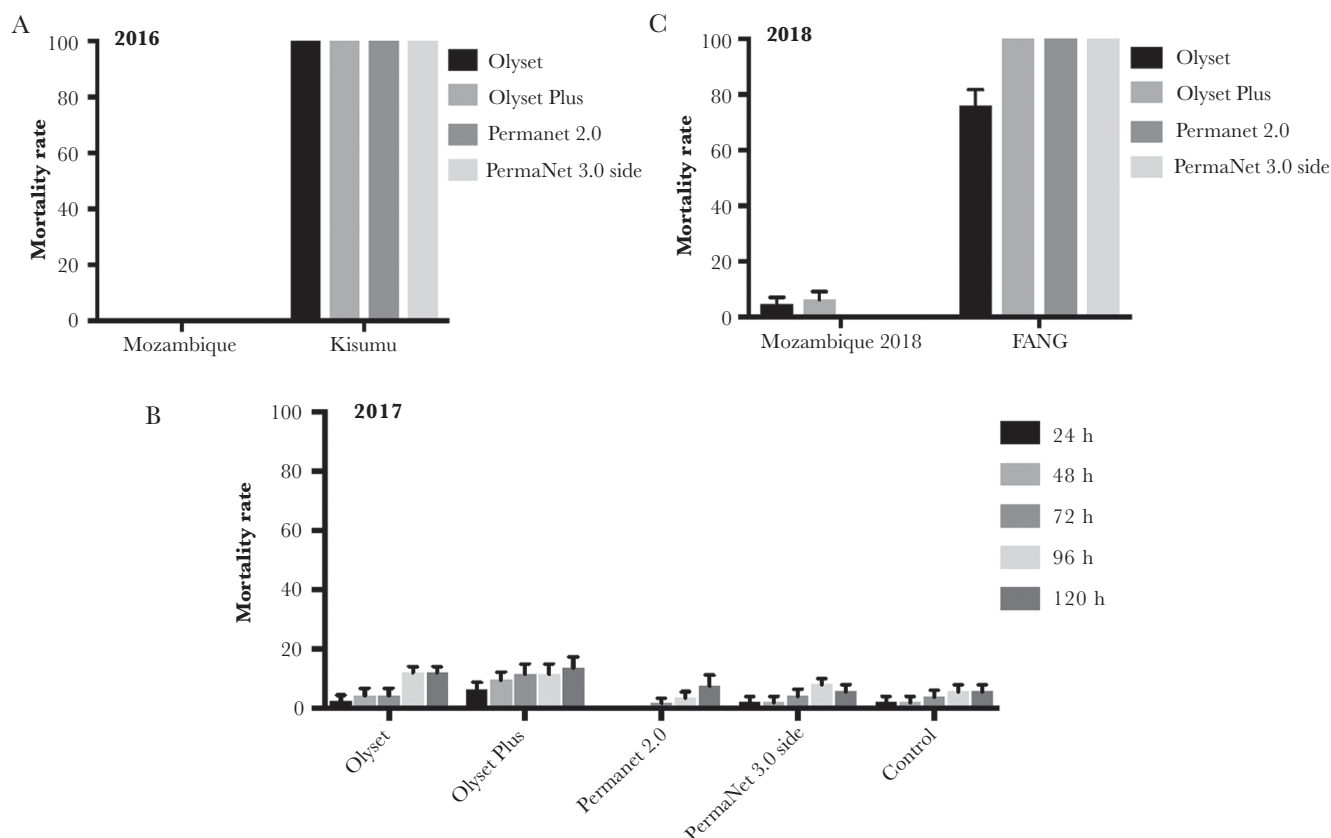 A
2016
Mortality rate
100
80
60
40
20
0
Mozambique
Kisumu
Olyset
Olyset Plus
Permanet 2.0
PermaNet 3.0 side
C
2018
Mortality rate
100
80
60
40
20
0
Mozambique 2018
FANG
Olyset
Olyset Plus
Permanet 2.0
PermaNet 3.0 side
B
2017
Mortality rate
100
80
60
40
20
0
Olyset
Olyset Plus
Permanet 2.0
PermaNet 3.0 side
Control
24 h
48 h
72 h
96 h
120 h